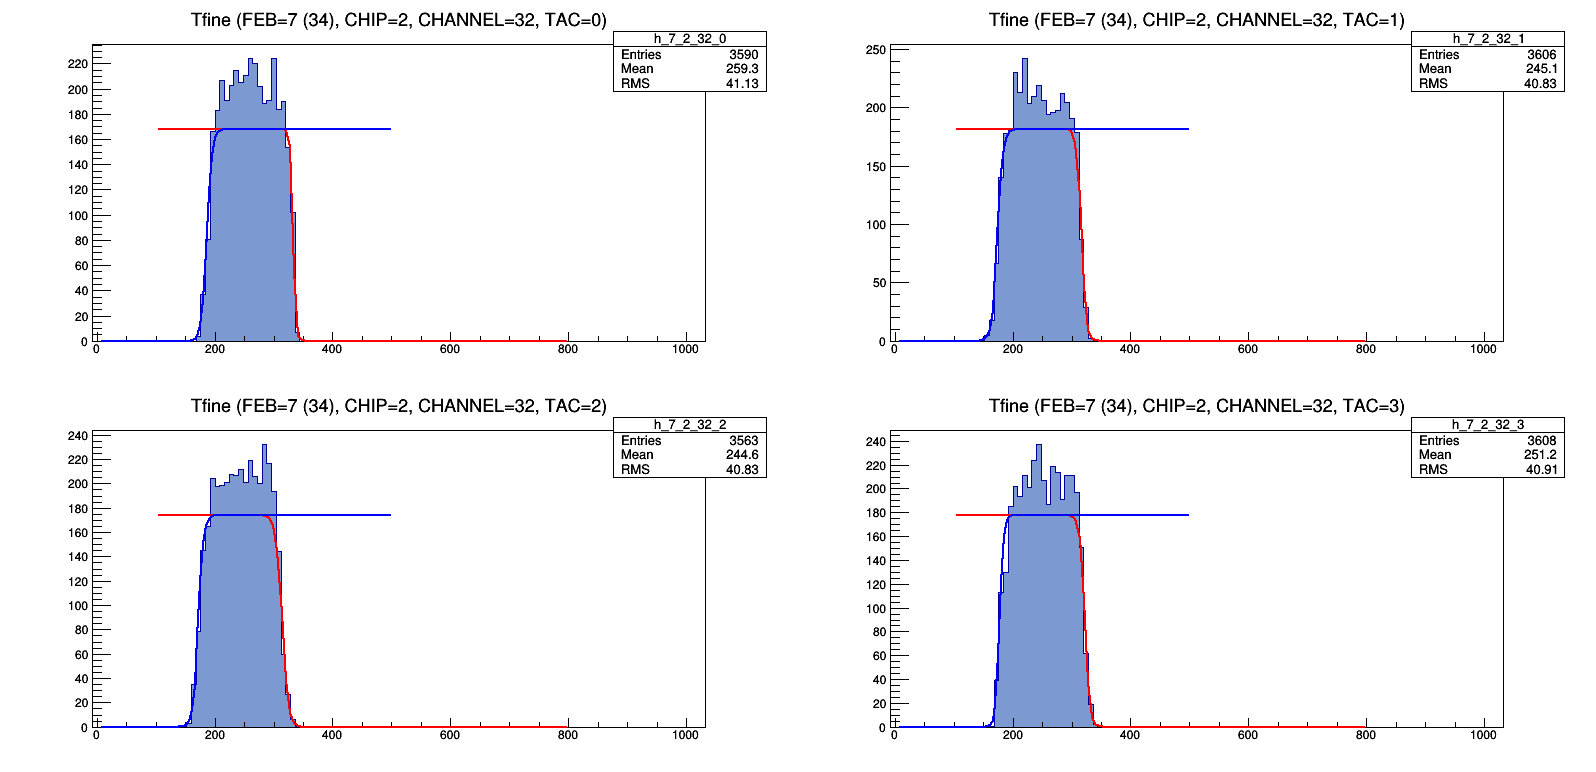 Tfine (FEB=7 (34), CHIP=2, CHANNEL=32, TAC=0)
h_7_2_32_0
Entries 3590
Mean 259.3
RMS 41.13
220
200
180
160
140
120
100
80
60
40
20
0
0 200 400 600 800 1000
Tfine (FEB=7 (34), CHIP=2, CHANNEL=32, TAC=1)
h_7_2_32_1
Entries 3606
Mean 245.1
RMS 40.83
250
200
150
100
50
0
0 200 400 600 800 1000
Tfine (FEB=7 (34), CHIP=2, CHANNEL=32, TAC=2)
h_7_2_32_2
Entries 3563
Mean 244.6
RMS 40.83
240
220
200
180
160
140
120
100
80
60
40
20
0
0 200 400 600 800 1000
Tfine (FEB=7 (34), CHIP=2, CHANNEL=32, TAC=3)
h_7_2_32_3
Entries 3608
Mean 251.2
RMS 40.91
240
220
200
180
160
140
120
100
80
60
40
20
0
0 200 400 600 800 1000